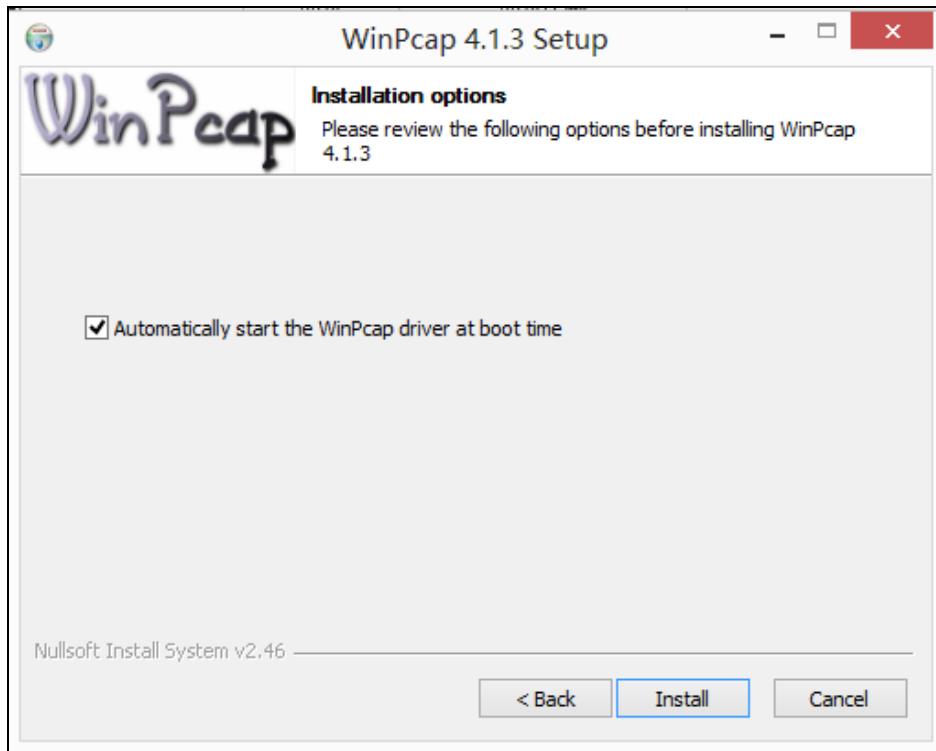 WinPcap 4.1.3 Setup
WinPcap
Installation options
Please review the following options before installing WinPcap
4.1.3
Automatically start the WinPcap driver at boot time
Nullsoft Install System v2.46
< Back
Install
Cancel